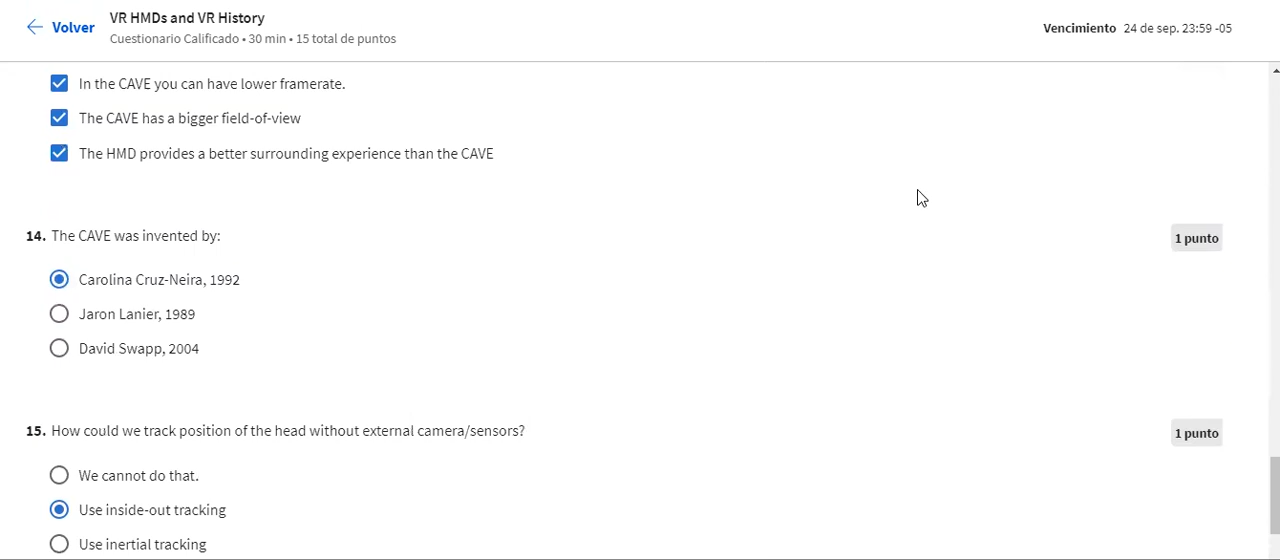 Volver
VR HMDs and VR History
Cuestionario Calificado • 30 min • 15 total de puntos
Vencimiento 24 de sep. 23:59 -05
In the CAVE you can have lower framerate.
The CAVE has a bigger field-of-view
The HMD provides a better surrounding experience than the CAVE
14. The CAVE was invented by:
1 punto
Carolina Cruz-Neira, 1992
Jaron Lanier, 1989
David Swapp, 2004
15. How could we track position of the head without external camera/sensors?
1 punto
We cannot do that.
Use inside-out tracking
Use inertial tracking